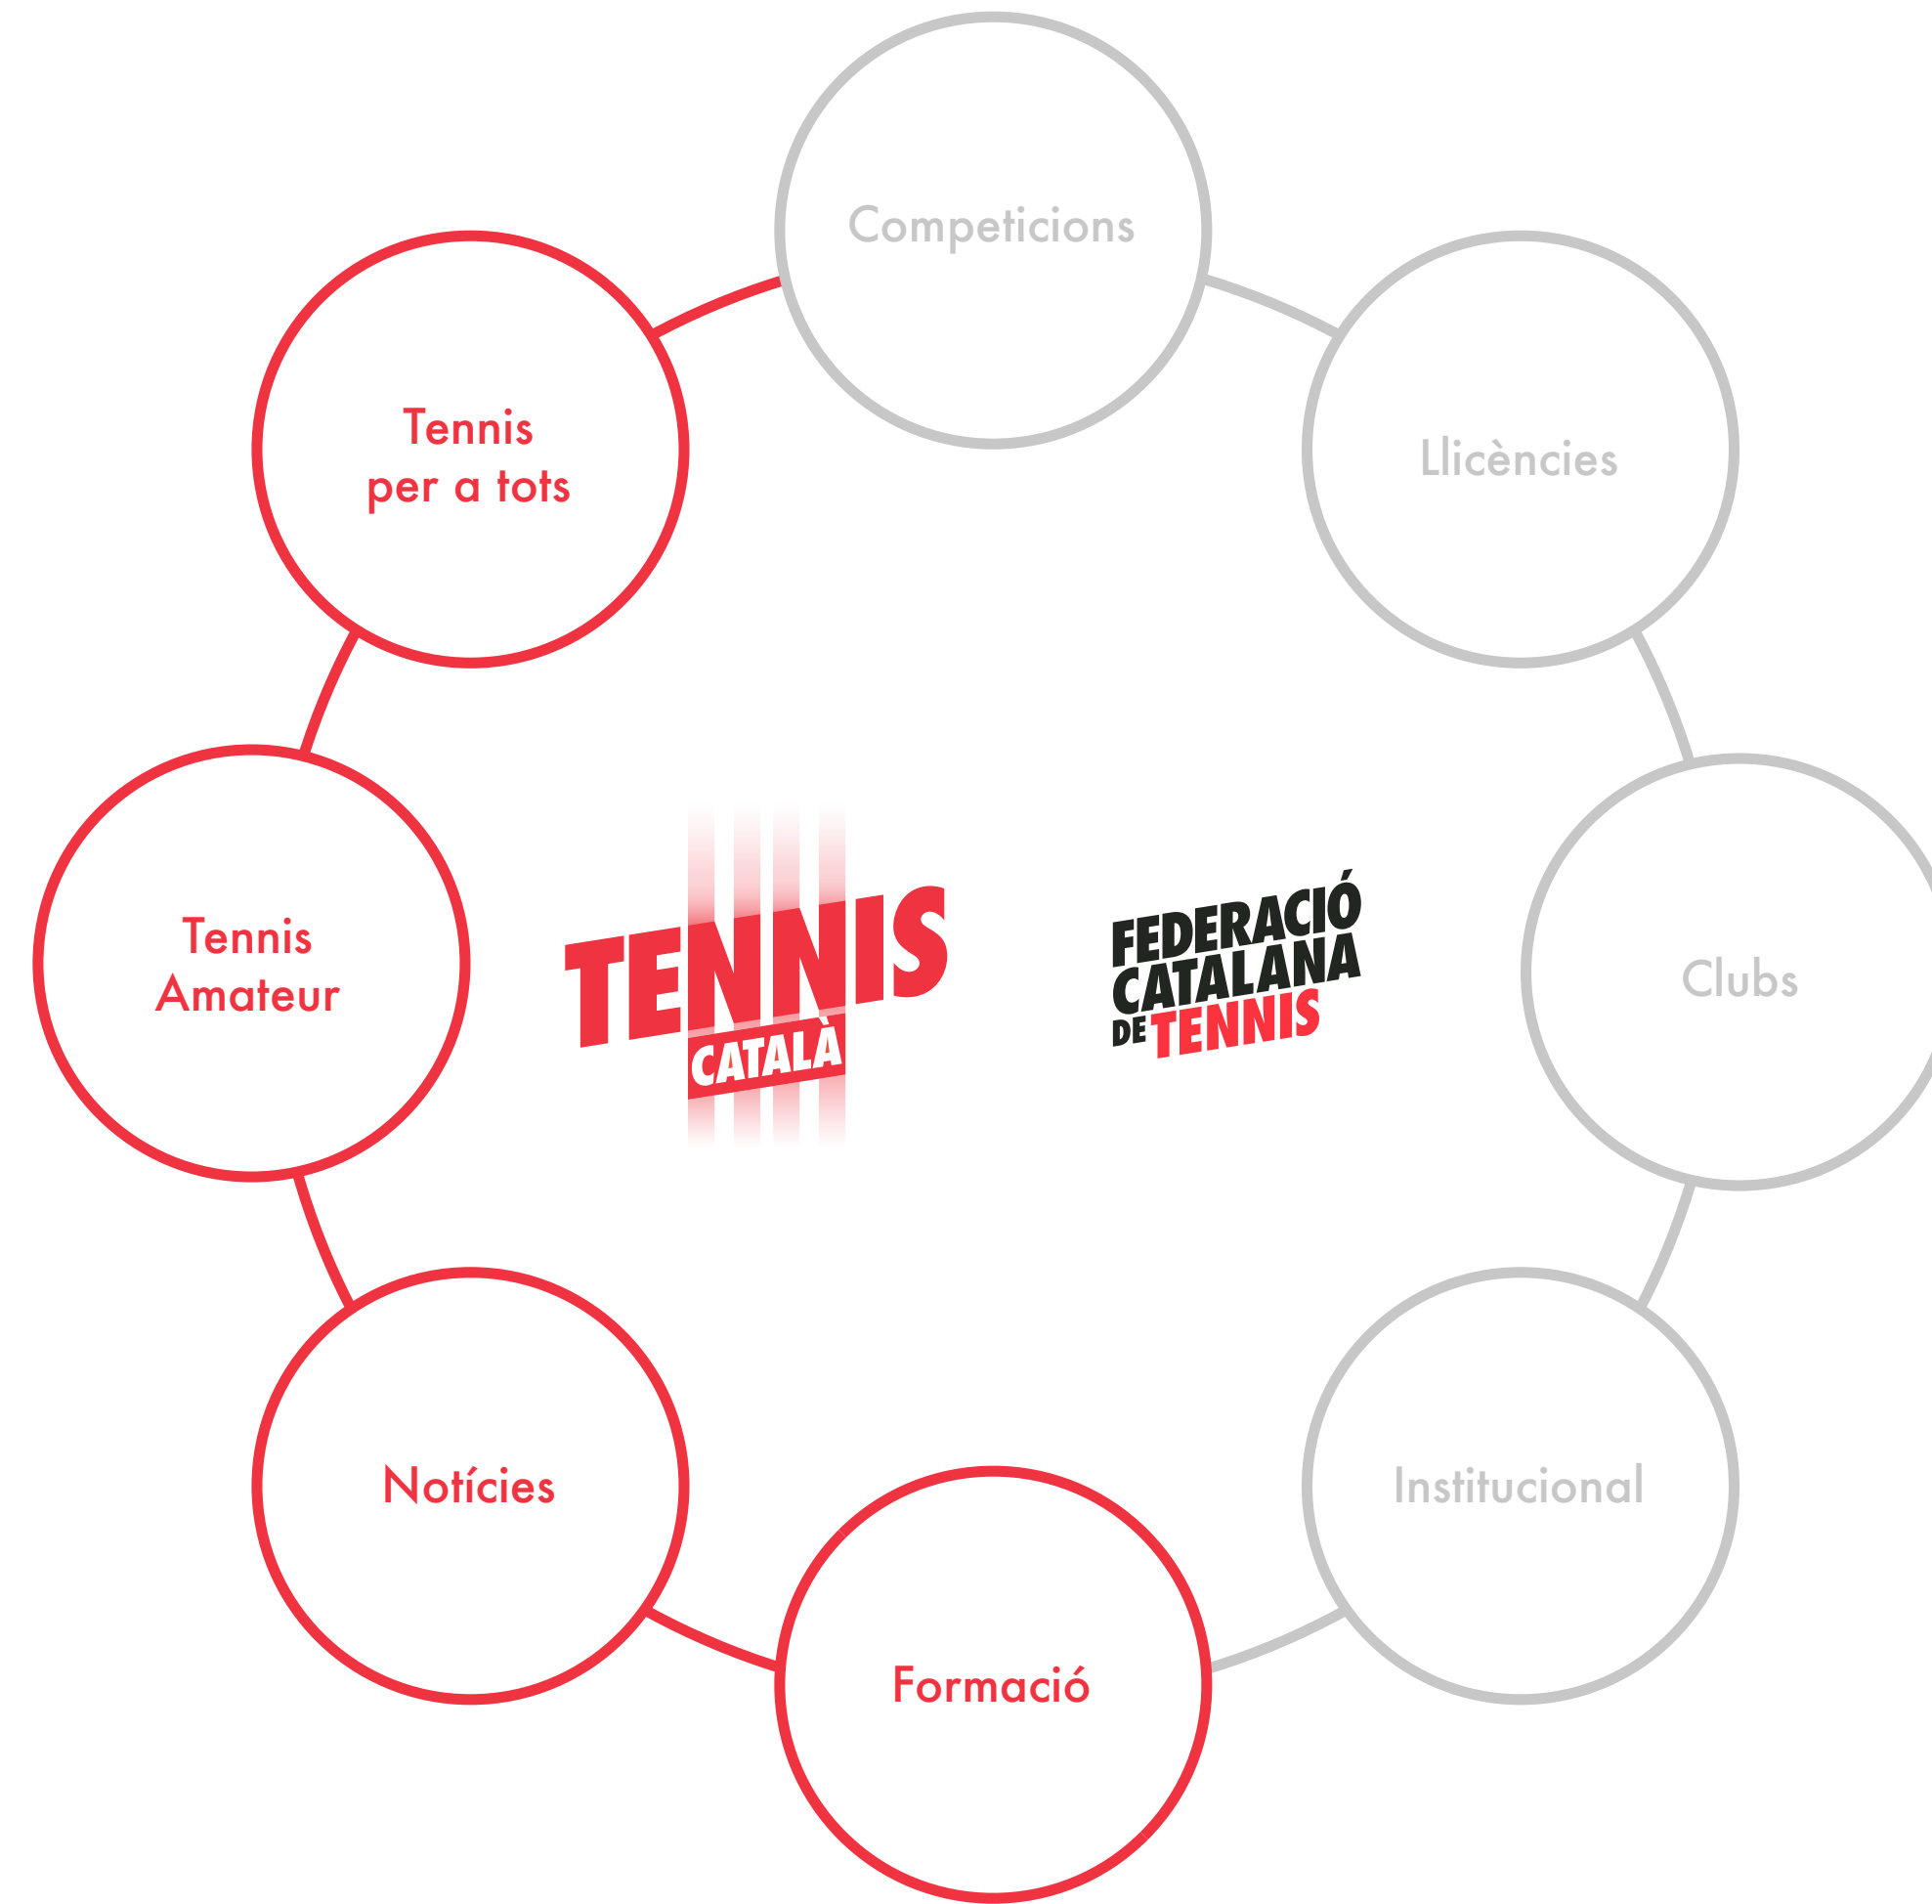 Competicions
Tennis
per a tots
Llicències
Tennis
Amateur
TENNIS
CATALÀ
FEDERACIÓ
CATALANA
DE TENNIS
Clubs
Notícies
Institucional
Formació